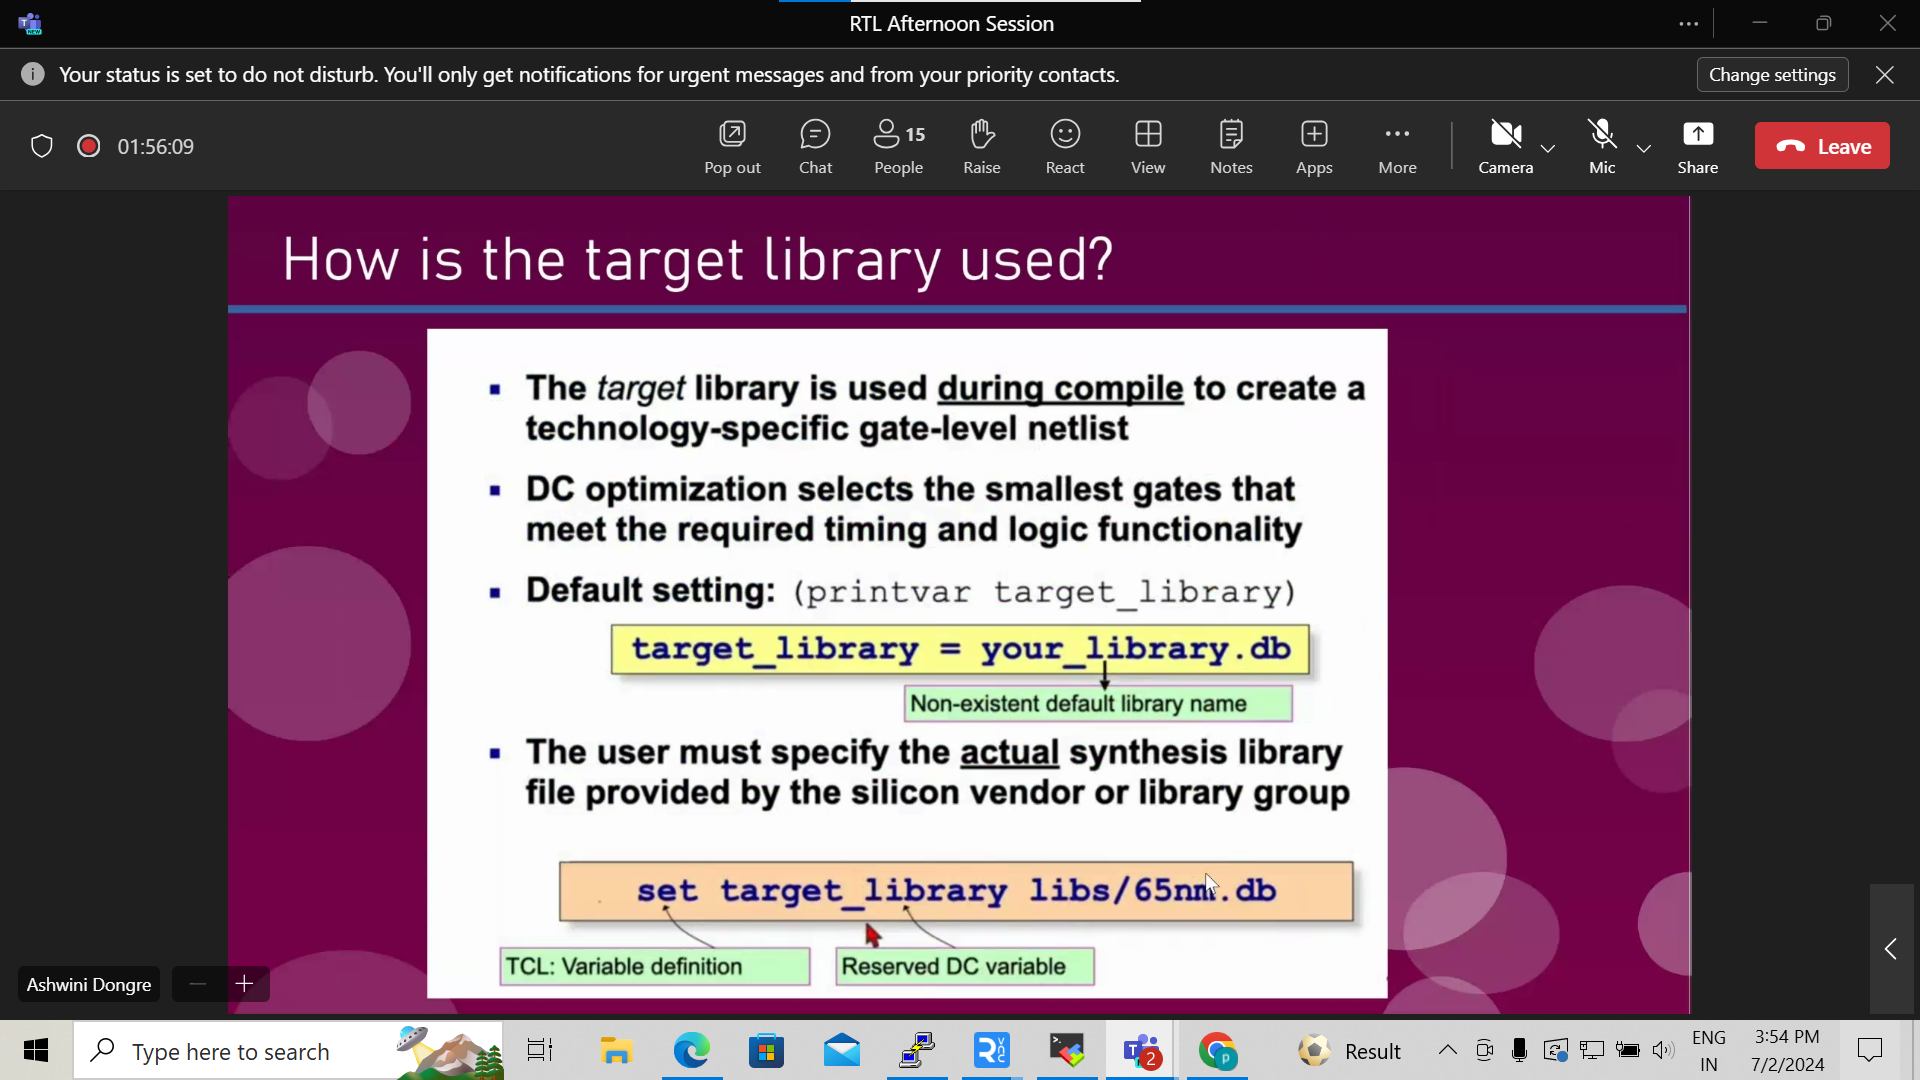 RTL Afternoon Session
Your status is set to do not disturb. You'll only get notifications for urgent messages and from your priority contacts.
Change settings
01:56:09
Pop out
Chat
15
People
Raise
React
View
Notes
Apps
More
Camera
Mic
Share
Leave
How is the target library used?
The target library is used during compile to create a
technology-specific gate-level netlist
DC optimization selects the smallest gates that
meet the required timing and logic functionality
Default setting: (printvar target_library)
target_library = your_library.db
Non-existent default library name
The user must specify the actual synthesis library
file provided by the silicon vendor or library group
set target_library libs/65nm.db
TCL: Variable definition
Reserved DC variable
Ashwini Dongre
Type here to search
2
p
Result
ENG
IN
3:54 PM
7/2/2024